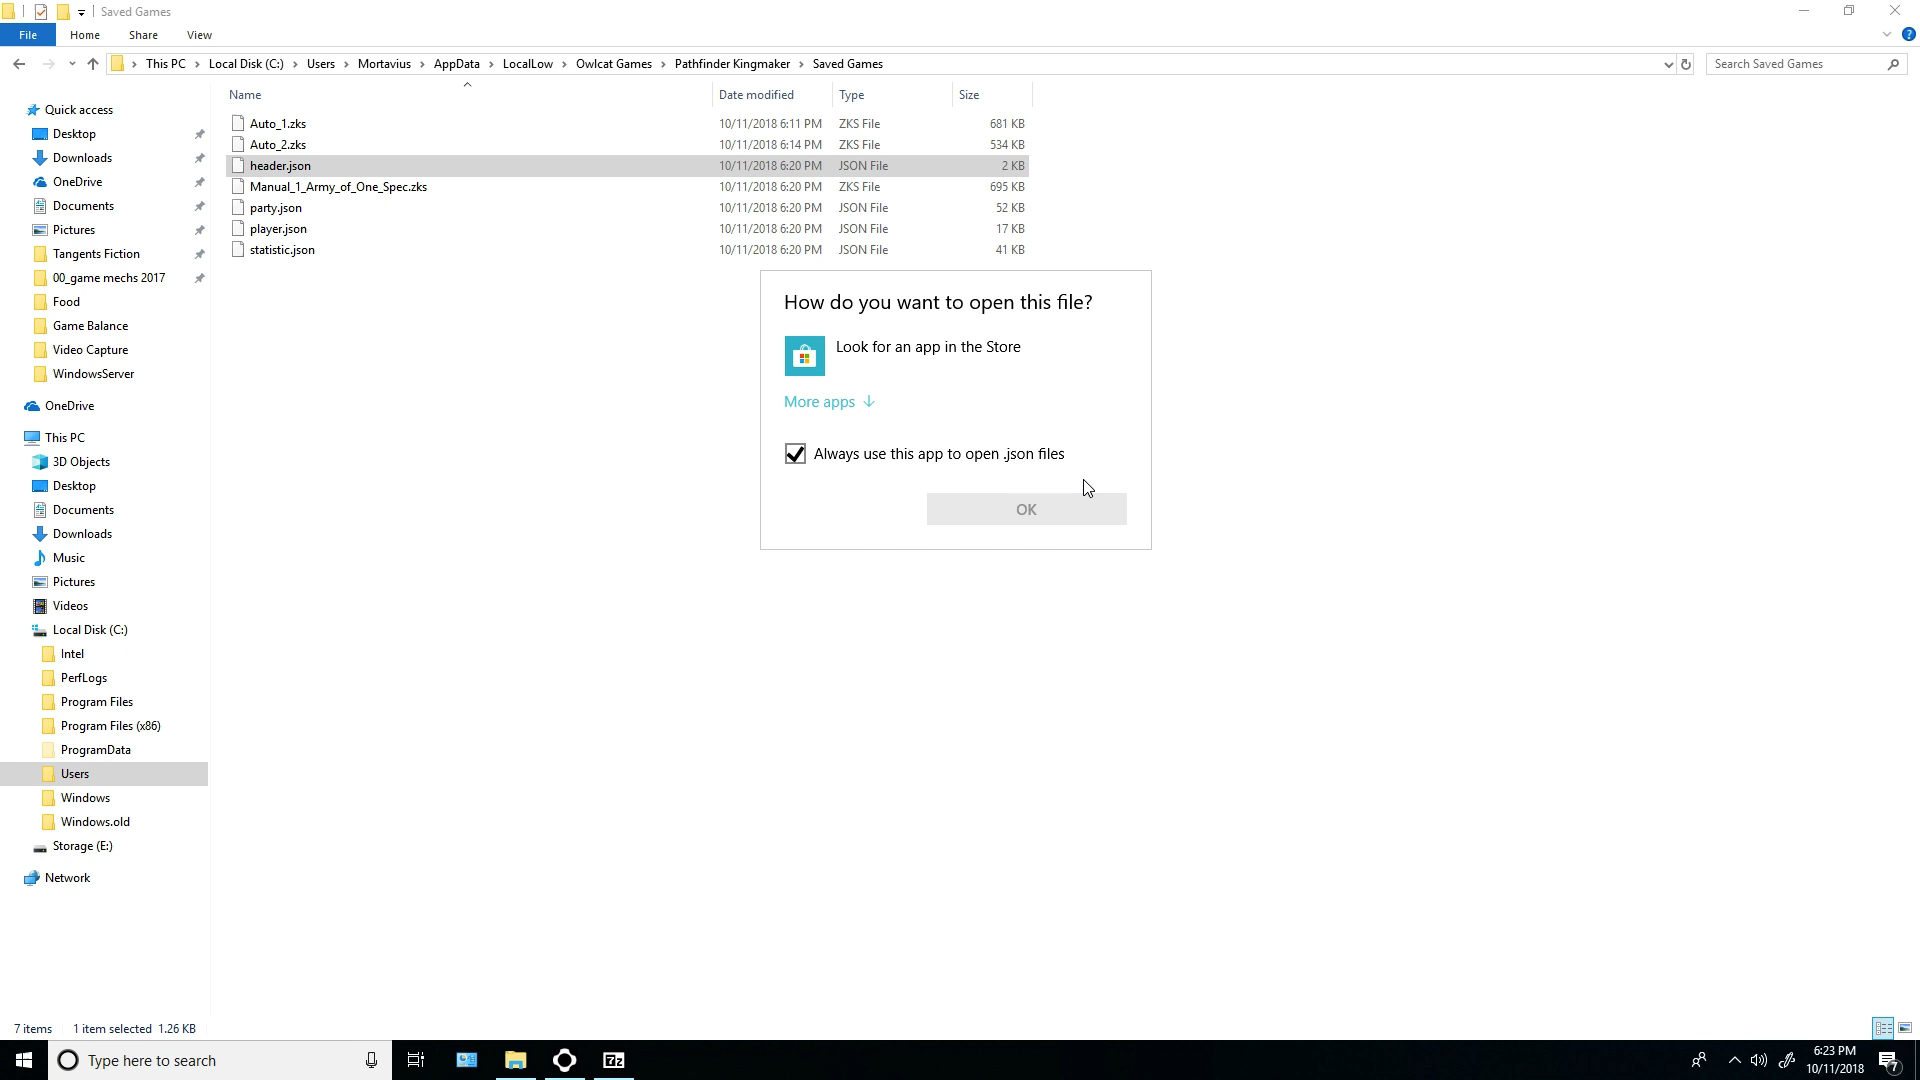 Saved Games
File Home Share View
This PC Local Disk (C:) Users Mortavius AppData LocalLow Owlcat Games Pathfinder Kingmaker Saved Games Search Saved Games
Name Date modified Type Size
Auto_1.zks 10/11/2018 6:11 PM ZKS File 681 KB
Auto_2.zks 10/11/2018 6:14 PM ZKS File 534 KB
header.json 10/11/2018 6:20 PM JSON File 2 KB
Manual_1_Army_of_One_Spec.zks 10/11/2018 6:20 PM ZKS File 695 KB
party.json 10/11/2018 6:20 PM JSON File 52 KB
player.json 10/11/2018 6:20 PM JSON File 17 KB
statistic.json 10/11/2018 6:20 PM JSON File 41 KB
Quick access
Desktop
Downloads
OneDrive
Documents
Pictures
Tangents Fiction
00_game mechs 2017
Food
Game Balance
Video Capture
WindowsServer
OneDrive
This PC
3D Objects
Desktop
Documents
Downloads
Music
Pictures
Videos
Local Disk (C:)
Intel
PerfLogs
Program Files
Program Files (x86)
ProgramData
Users
Windows
Windows.old
Storage (E:)
Network
How do you want to open this file?
Look for an app in the Store
More apps
Always use this app to open .json files
OK
7 items 1 item selected 1.26 KB
Type here to search
7z
6:23 PM
10/11/2018
7